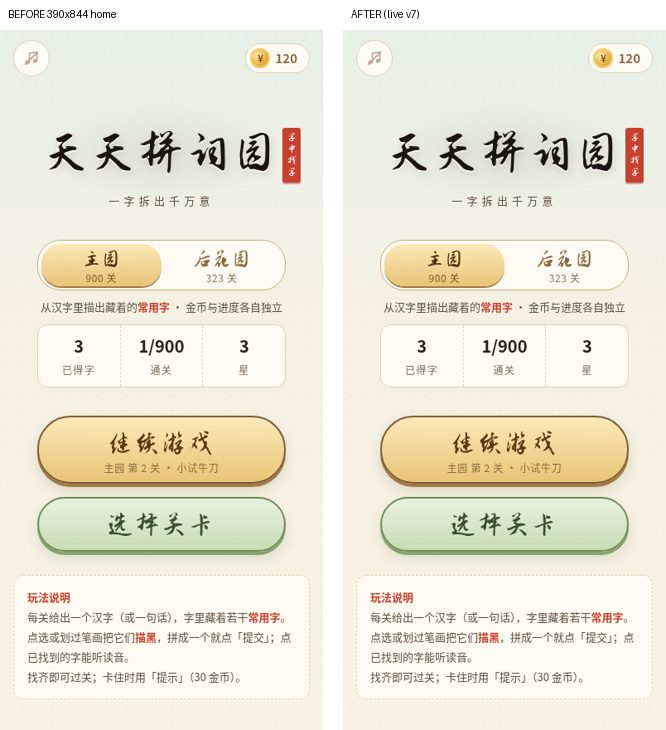 BEFORE 390x844 home
¥ 120
天天拼词园
字中找字
一字拆出千万意
主园
900 关
后花园
323 关
从汉字里描出藏着的常用字 · 金币与进度各自独立
3
已得字
1/900
通关
3
星
继续游戏
主园 第 2 关 · 小试牛刀
选择关卡
玩法说明
每关给出一个汉字（或一句话），字里藏着若干常用字。
点选或划过笔画把它们描黑，拼成一个就点「提交」；点
已找到的字能听读音。
找齐即可过关；卡住时用「提示」（30 金币）。
AFTER (live v7)
¥ 120
天天拼词园
字中找字
一字拆出千万意
主园
900 关
后花园
323 关
从汉字里描出藏着的常用字 · 金币与进度各自独立
3
已得字
1/900
通关
3
星
继续游戏
主园 第 2 关 · 小试牛刀
选择关卡
玩法说明
每关给出一个汉字（或一句话），字里藏着若干常用字。
点选或划过笔画把它们描黑，拼成一个就点「提交」；点
已找到的字能听读音。
找齐即可过关；卡住时用「提示」（30 金币）。